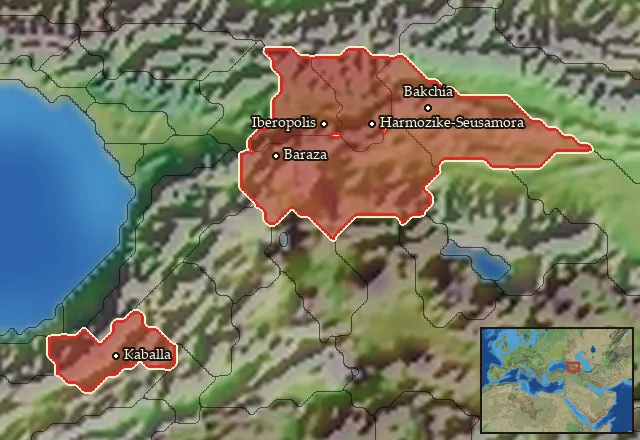 Bakchia
Iberopolis
Harmozike-Seusamora
Baraza
Kaballa